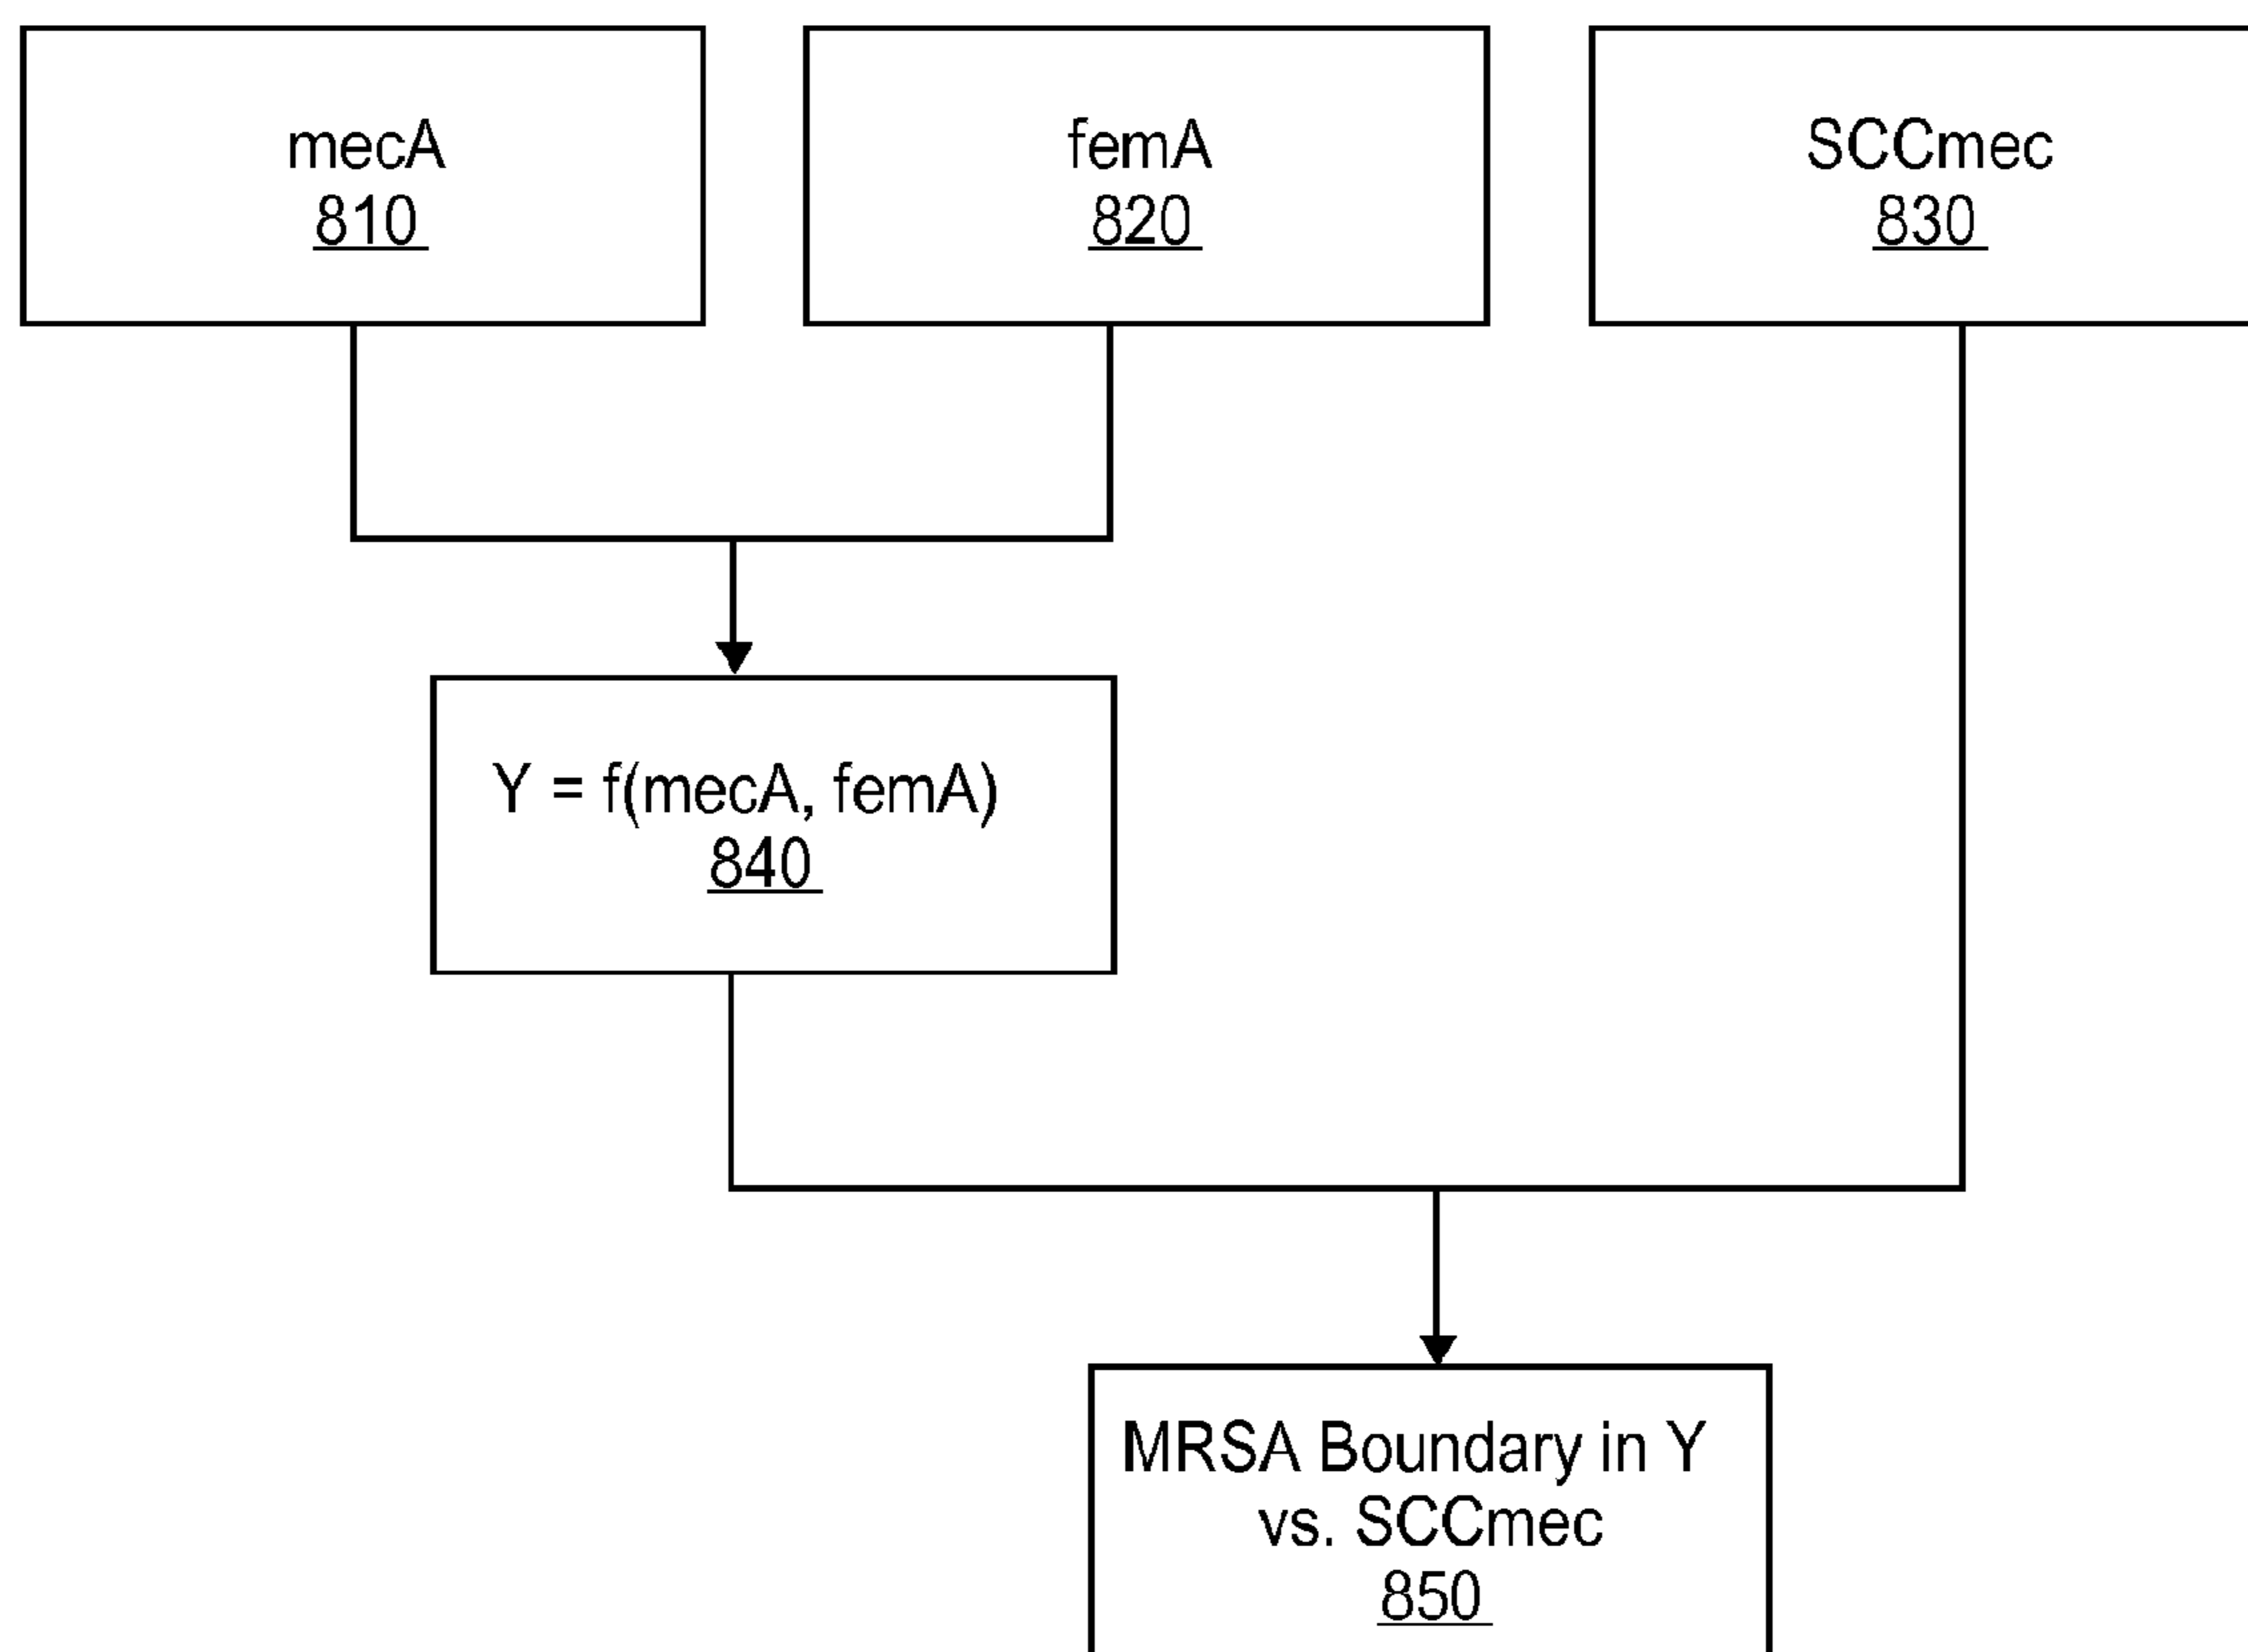 mecA
810
femA
820
SCCmec
830
Y = f(mecA, femA)
840
MRSA Boundary in Y
vs. SCCmec
850